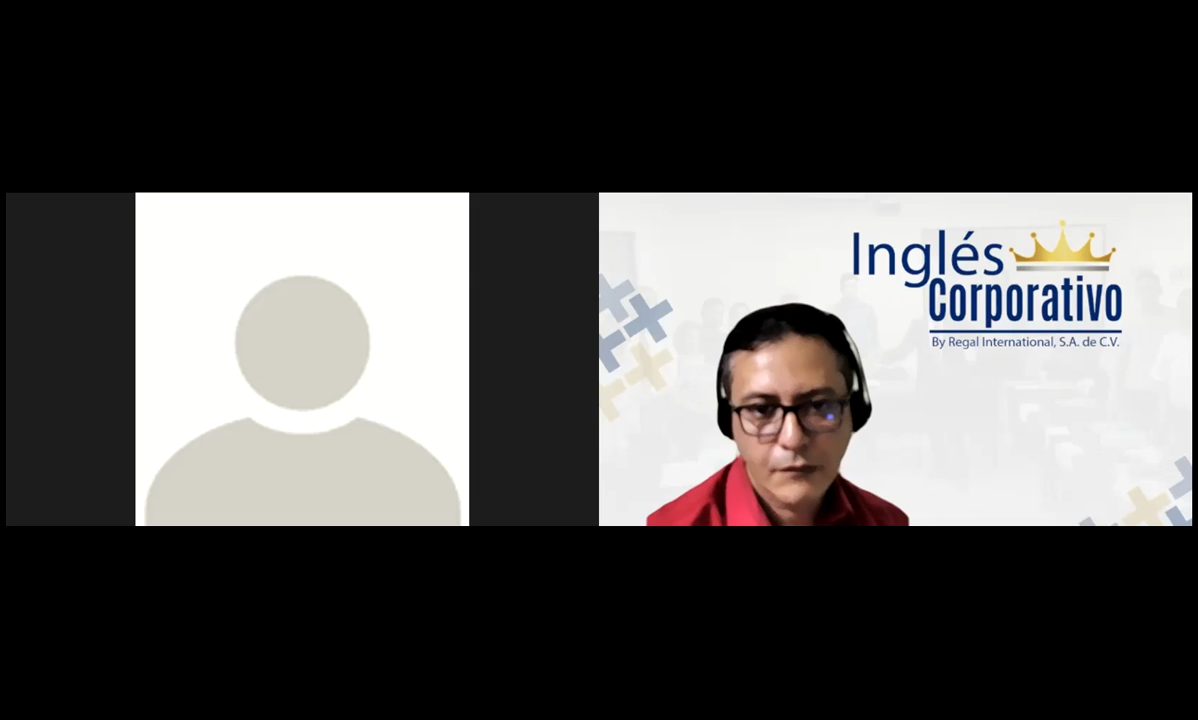 Inglés
Corporativo
By Regal International, S.A. de C.V.